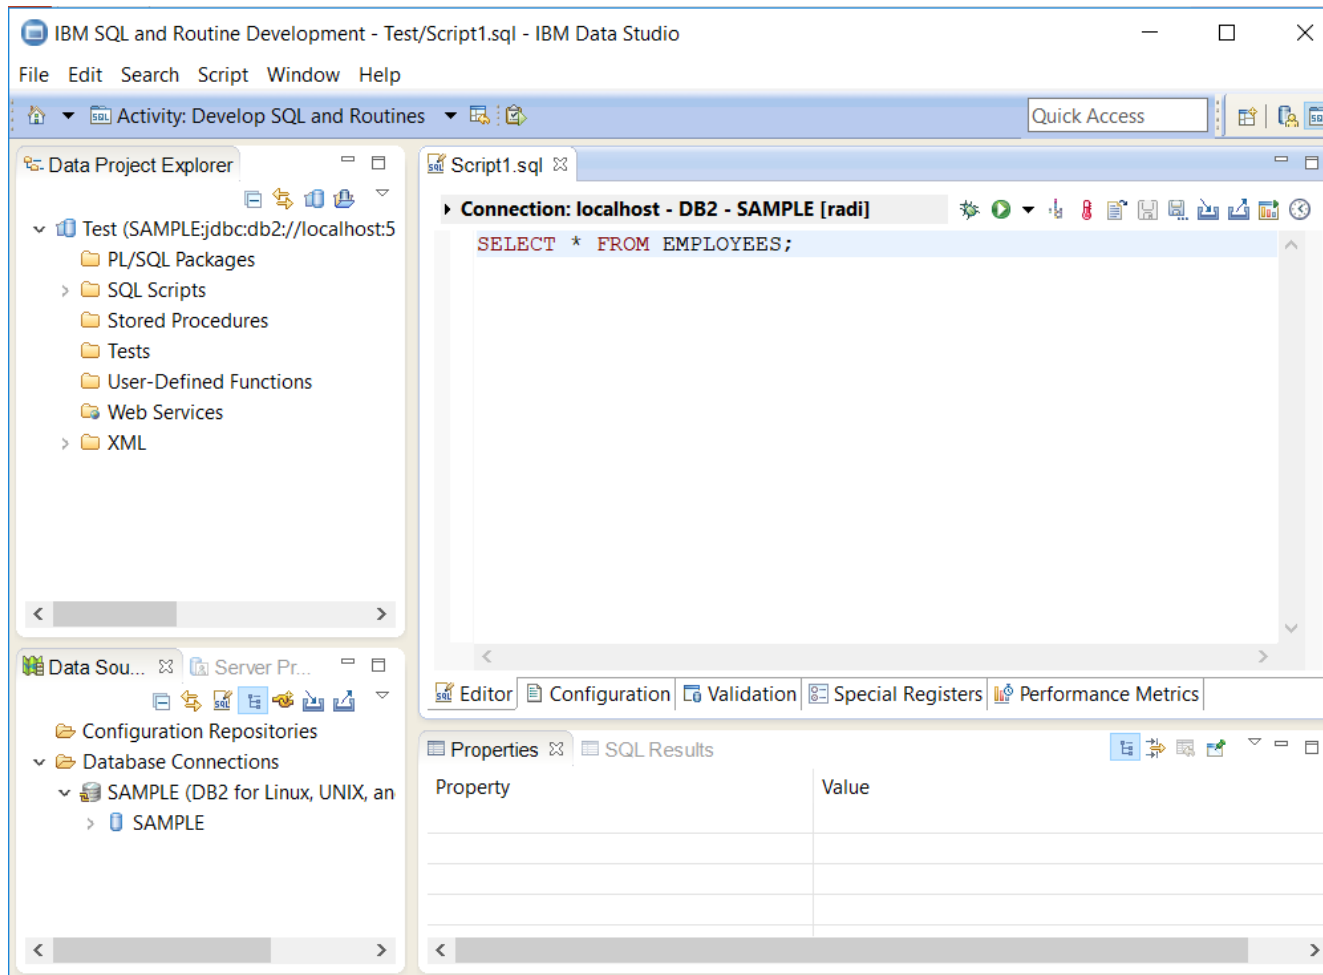 IBM SQL and Routine Development - Test/Script1.sql - IBM Data Studio
File Edit Search Script Window Help
SQL Activity: Develop SQL and Routines
Quick Access
Data Project Explorer
Test (SAMPLE:jdbc:db2://localhost:5
PL/SQL Packages
SQL Scripts
Stored Procedures
Tests
User-Defined Functions
Web Services
XML
Script1.sql
Connection: localhost - DB2 - SAMPLE [radi]
SELECT * FROM EMPLOYEES;
Editor Configuration Validation Special Registers Performance Metrics
Data Sou... Server Pr...
Configuration Repositories
Database Connections
SAMPLE (DB2 for Linux, UNIX, an
SAMPLE
Properties SQL Results
Property Value